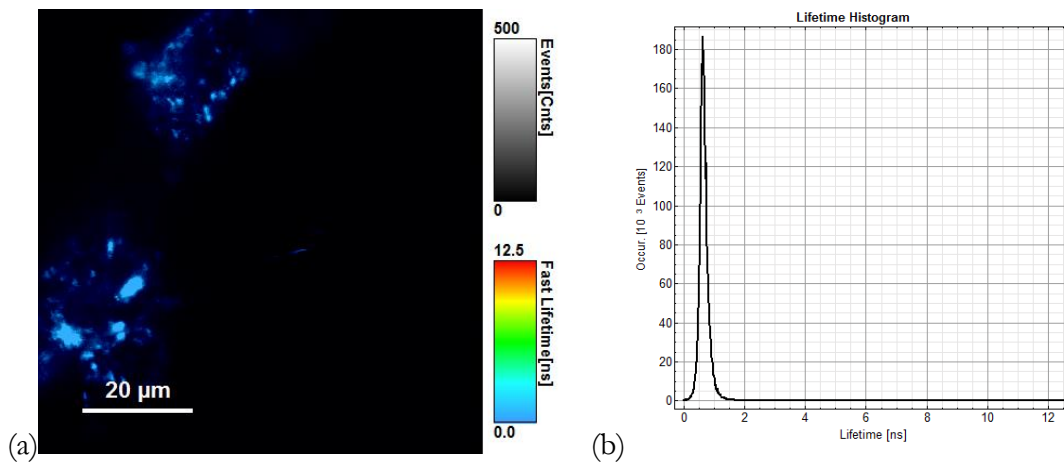 (a)
20 µm
500
Events[Cnts]
0
12.5
Fast Lifetime[ns]
0.0
(b)
Lifetime Histogram
Occur. [10 ³ Events]
180
160
140
120
100
80
60
40
20
0
0 2 4 6 8 10 12
Lifetime [ns]